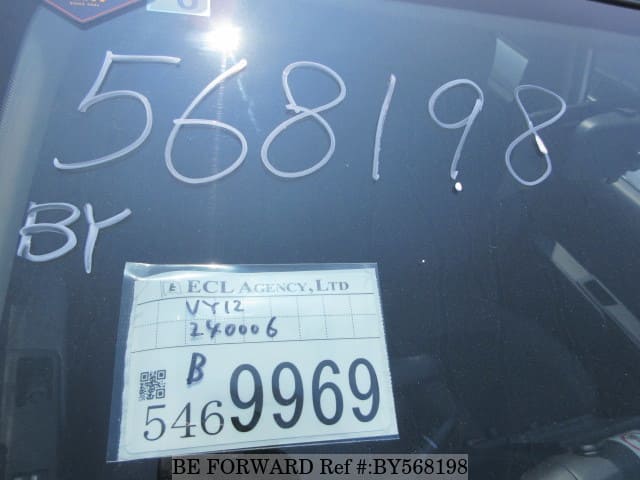 568198
BY
E ECL AGENCY, LTD
VY12
240006
B
5469969
BE FORWARD Ref #:BY568198